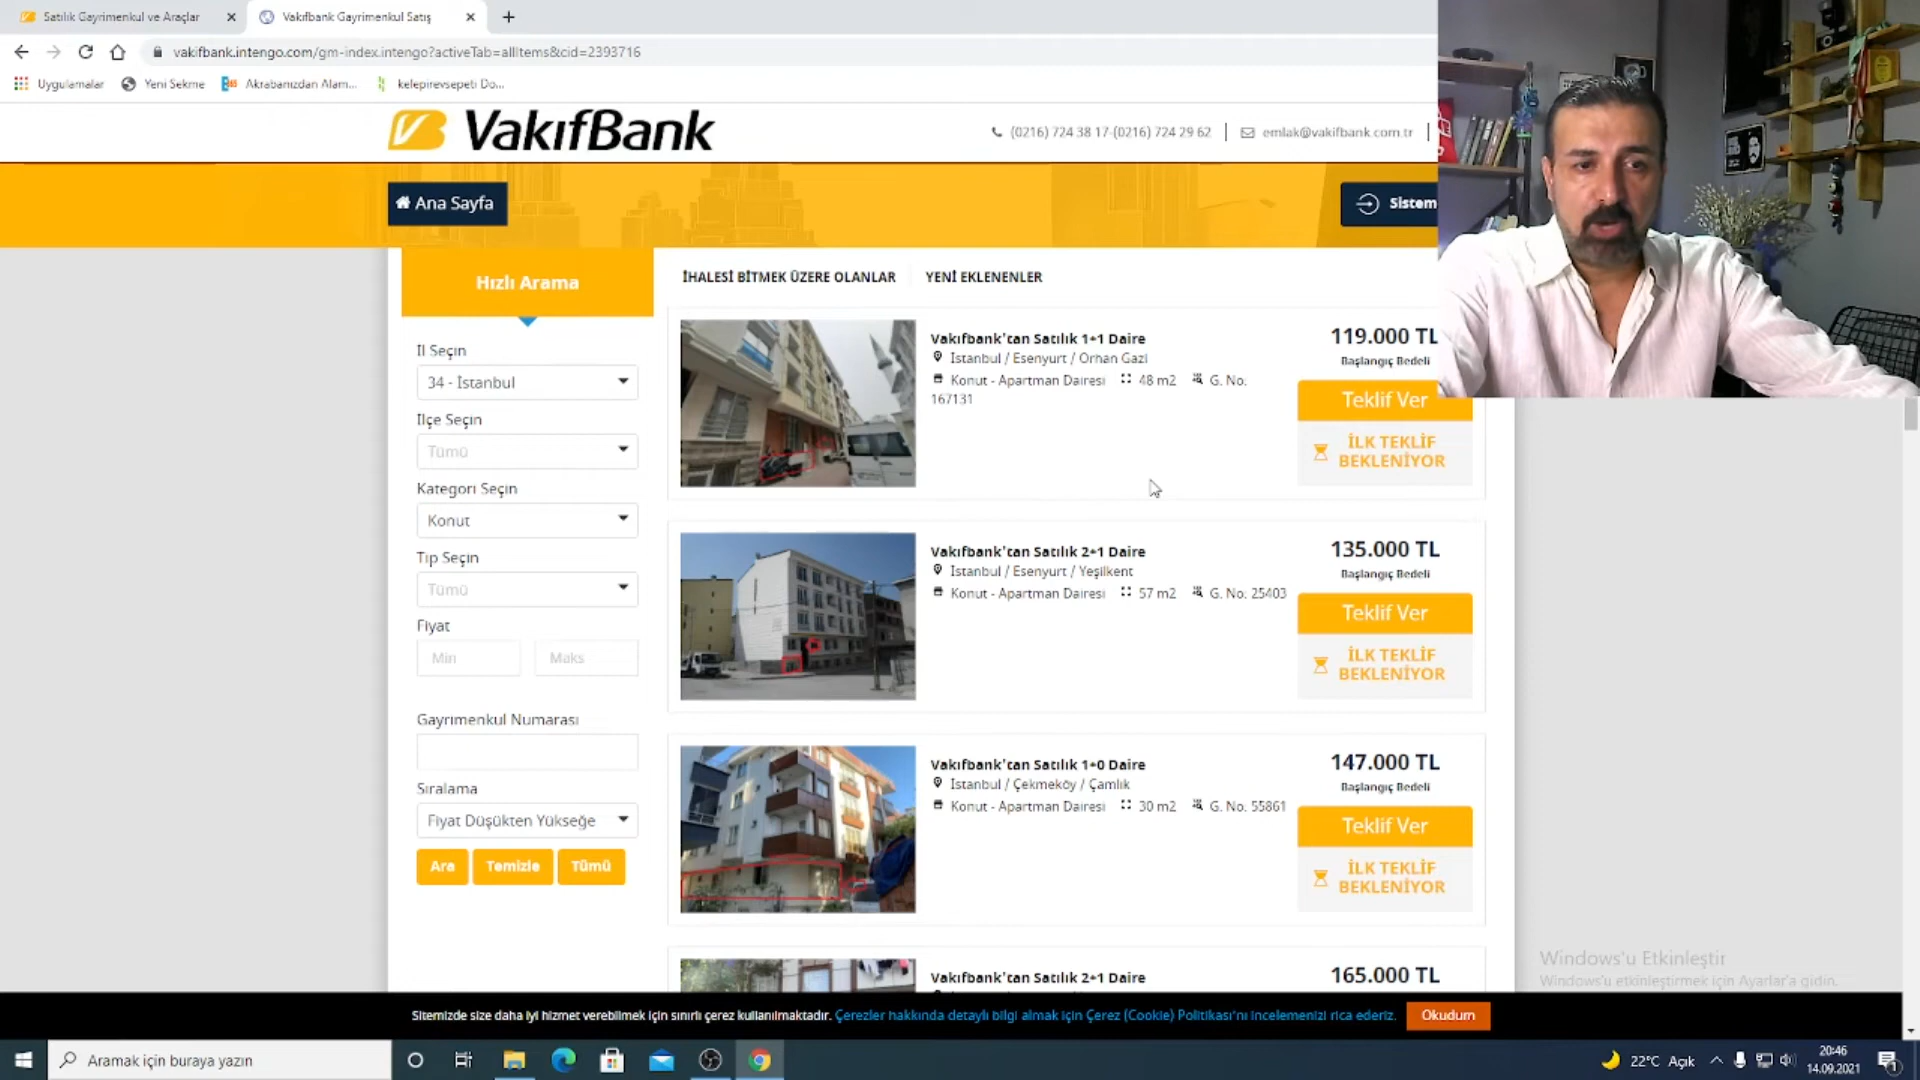 Satılık Gayrimenkul ve Araçlar
Vakıfbank Gayrimenkul Satış
vakifbank.intengo.com/gm-index.intengo?activeTab=allItems&cid=2393716
Uygulamalar
Yeni Sekme
Akrabanızdan Alam...
kelepirevsepeti Do...
VakıfBank
(0216) 724 38 17-(0216) 724 29 62
emlak@vakifbank.com.tr
Ana Sayfa
Sistem
Hızlı Arama
İl Seçin
34 - İstanbul
İlçe Seçin
Tümü
Kategori Seçin
Konut
Tip Seçin
Tümü
Fiyat
Min
Maks
Gayrimenkul Numarası
Sıralama
Fiyat Düşükten Yükseğe
Ara
Temizle
Tümü
İHALESİ BİTMEK ÜZERE OLANLAR
YENİ EKLENENLER
Vakıfbank'tan Satılık 1+1 Daire
İstanbul / Esenyurt / Orhan Gazi
Konut - Apartman Dairesi 48 m2 G. No.
167131
119.000 TL
Başlangıç Bedeli
Teklif Ver
İLK TEKLİF
BEKLENİYOR
Vakıfbank'tan Satılık 2+1 Daire
İstanbul / Esenyurt / Yeşilkent
Konut - Apartman Dairesi 57 m2 G. No. 25403
135.000 TL
Başlangıç Bedeli
Teklif Ver
İLK TEKLİF
BEKLENİYOR
Vakıfbank'tan Satılık 1+0 Daire
İstanbul / Çekmeköy / Çamlık
Konut - Apartman Dairesi 30 m2 G. No. 55861
147.000 TL
Başlangıç Bedeli
Teklif Ver
İLK TEKLİF
BEKLENİYOR
Vakıfbank'tan Satılık 2+1 Daire
165.000 TL
Windows'u Etkinleştir
Windows'u etkinleştirmek için Ayarlar'a gidin.
Sitemizde size daha iyi hizmet verebilmek için sınırlı çerez kullanılmaktadır. Çerezler hakkında detaylı bilgi almak için Çerez (Cookie) Politikası'nı incelemenizi rica ederiz.
Okudum
Aramak için buraya yazın
22°C Açık
20:46
14.09.2021